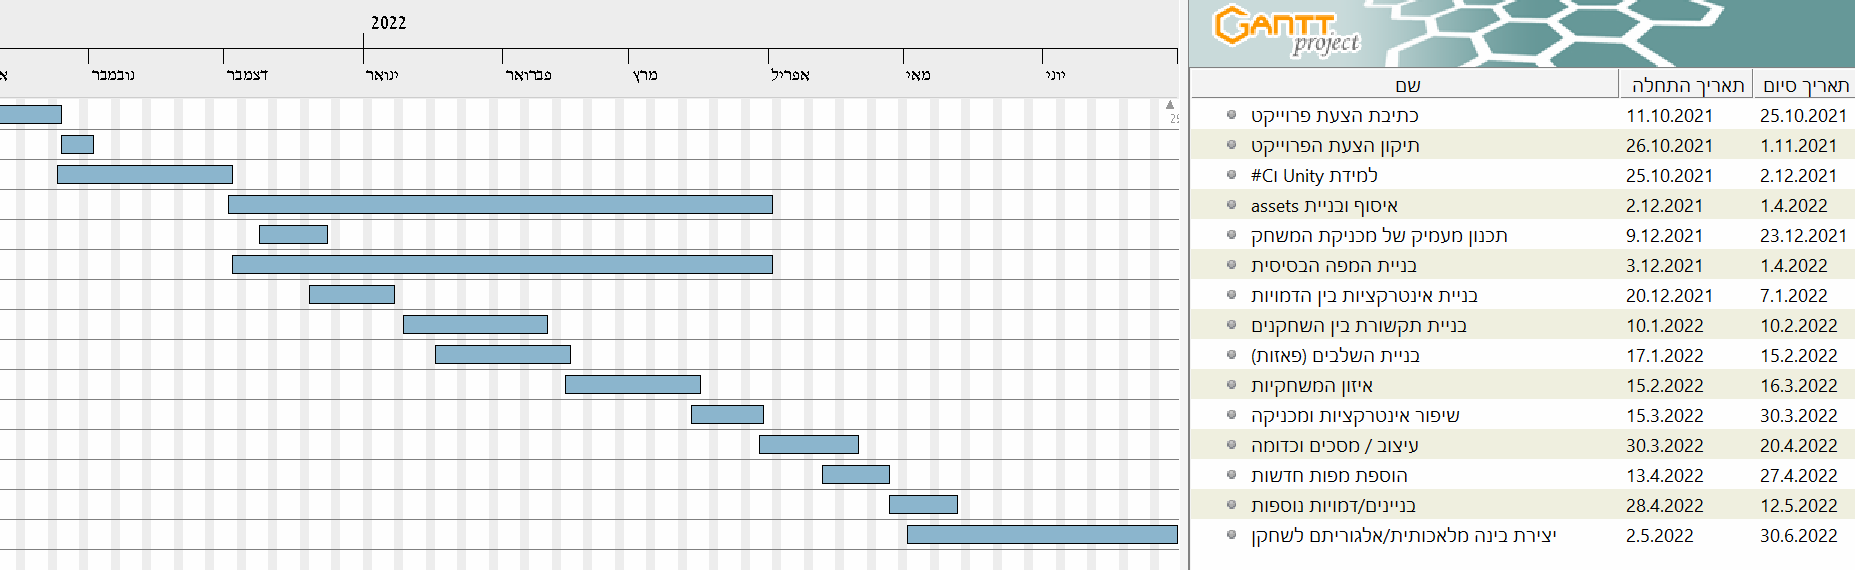 2022
נובמבר
דצמבר
ינואר
פברואר
מרץ
אפריל
מאי
יוני
GANTT
project
שם
תאריך התחלה
תאריך סיום
כתיבת הצעת פרוייקט 11.10.2021 25.10.2021
תיקון הצעת הפרוייקט 26.10.2021 1.11.2021
למידת Unity וC# 25.10.2021 2.12.2021
איסוף ובניית assets 2.12.2021 1.4.2022
תכנון מעמיק של מכניקת המשחק 9.12.2021 23.12.2021
בניית המפה הבסיסית 3.12.2021 1.4.2022
בניית אינטרקציות בין הדמויות 20.12.2021 7.1.2022
בניית תקשורת בין השחקנים 10.1.2022 10.2.2022
בניית השלבים (פאזות) 17.1.2022 15.2.2022
איזון המשחקיות 15.2.2022 16.3.2022
שיפור אינטרקציות ומכניקה 15.3.2022 30.3.2022
עיצוב / מסכים וכדומה 30.3.2022 20.4.2022
הוספת מפות חדשות 13.4.2022 27.4.2022
בניינים/דמויות נוספות 28.4.2022 12.5.2022
יצירת בינה מלאכותית/אלגוריתם לשחקן 2.5.2022 30.6.2022